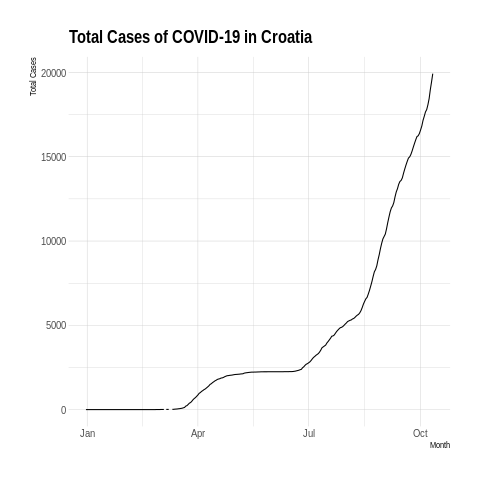 Total Cases of COVID-19 in Croatia
Total Cases
20000
15000
10000
5000
0
Jan Apr Jul Oct
Month